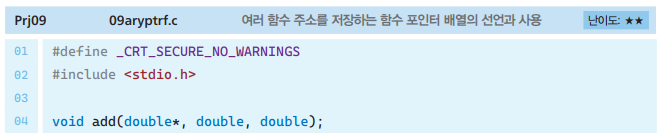 Prj09 09aryptrf.c 여러 함수 주소를 저장하는 함수 포인터 배열의 선언과 사용 난이도: ★★
01 #define _CRT_SECURE_NO_WARNINGS
02 #include <stdio.h>
03
04 void add(double*, double, double);